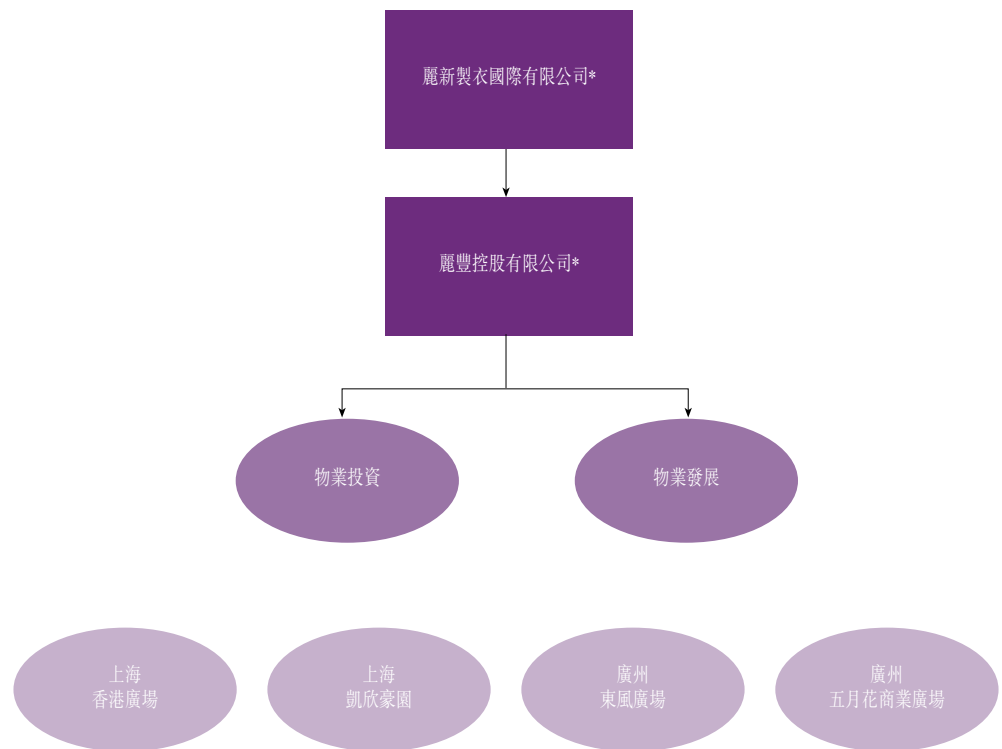 麗新製衣國際有限公司*
麗豐控股有限公司*
物業投資
物業發展
上海
香港廣場
上海
凱欣豪園
廣州
東風廣場
廣州
五月花商業廣場